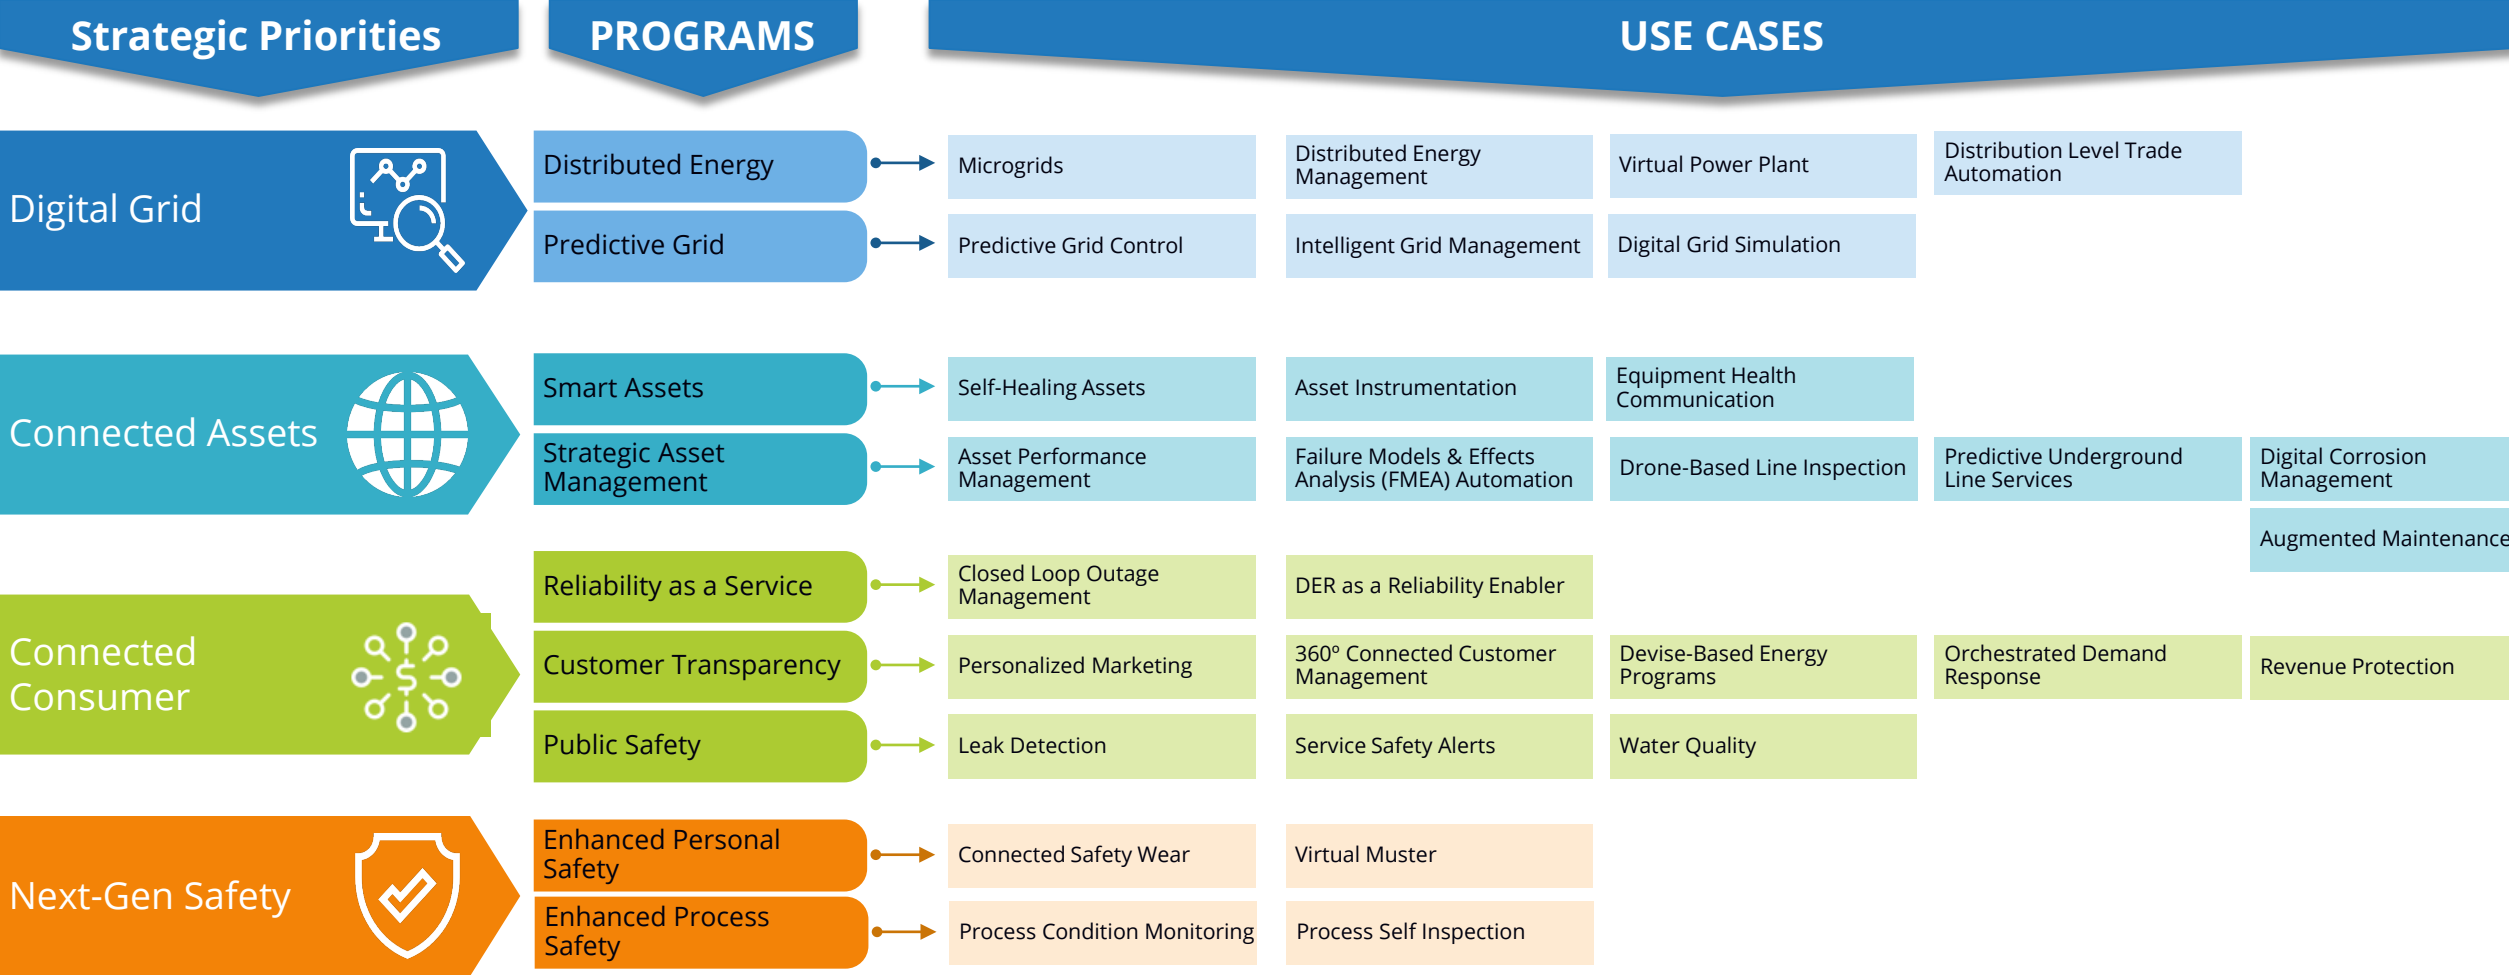 Strategic Priorities
PROGRAMS
USE CASES
Digital Grid
Distributed Energy
Microgrids
Distributed Energy
Management
Virtual Power Plant
Distribution Level Trade
Automation
Predictive Grid
Predictive Grid Control
Intelligent Grid Management
Digital Grid Simulation
Connected Assets
Smart Assets
Self-Healing Assets
Asset Instrumentation
Equipment Health
Communication
Strategic Asset
Management
Asset Performance
Management
Failure Models & Effects
Analysis (FMEA) Automation
Drone-Based Line Inspection
Predictive Underground
Line Services
Digital Corrosion
Management
Augmented Maintenance
Connected
Consumer
Reliability as a Service
Closed Loop Outage
Management
DER as a Reliability Enabler
Customer Transparency
Personalized Marketing
360º Connected Customer
Management
Devise-Based Energy
Programs
Orchestrated Demand
Response
Revenue Protection
Public Safety
Leak Detection
Service Safety Alerts
Water Quality
Next-Gen Safety
Enhanced Personal
Safety
Connected Safety Wear
Virtual Muster
Enhanced Process
Safety
Process Condition Monitoring
Process Self Inspection